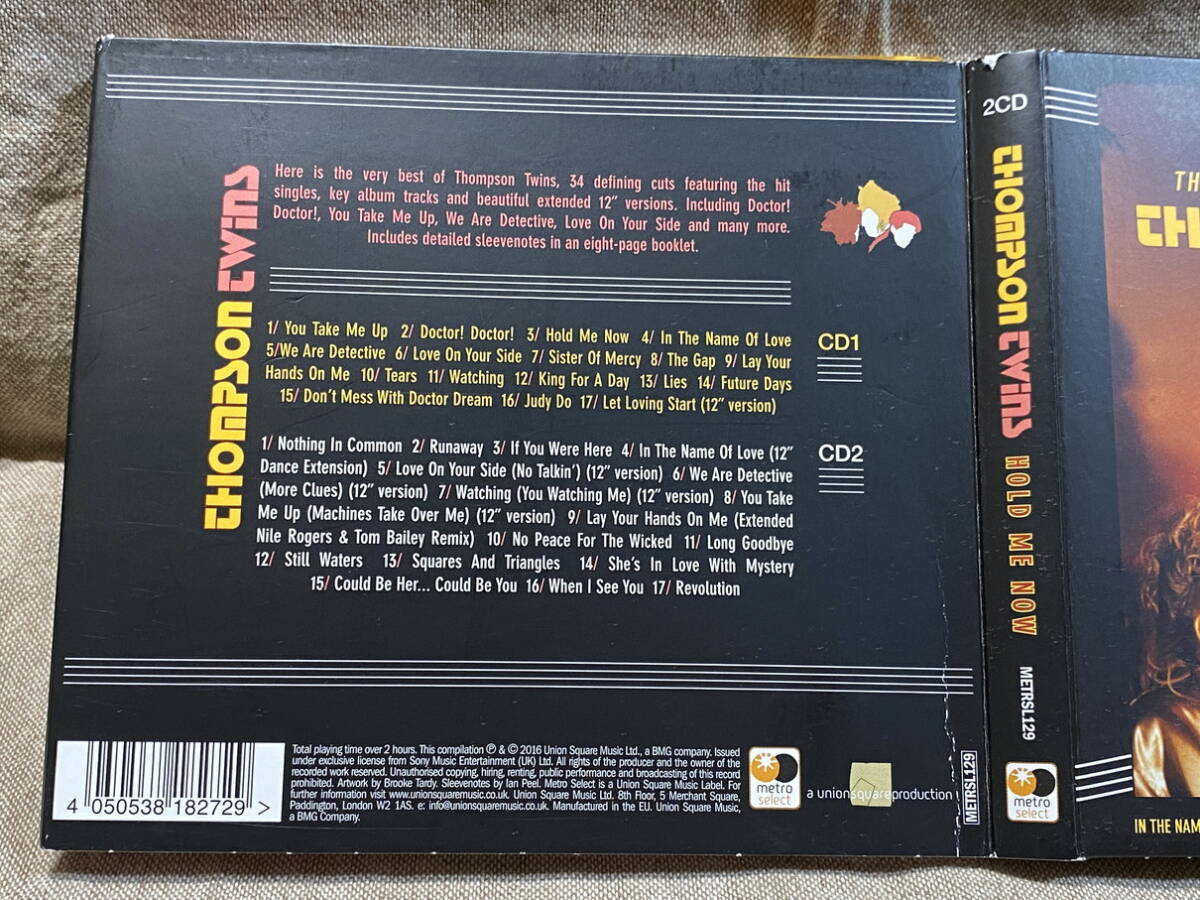 THOMPSON TWINS
Here is the very best of Thompson Twins, 34 defining cuts featuring the hit
singles, key album tracks and beautiful extended 12" versions. Including Doctor!
Doctor!, You Take Me Up, We Are Detective, Love On Your Side and many more.
Includes detailed sleevenotes in an eight-page booklet.
1/ You Take Me Up 2/ Doctor! Doctor! 3/ Hold Me Now 4/ In The Name Of Love
5/We Are Detective 6/ Love On Your Side 7/ Sister Of Mercy 8/ The Gap 9/ Lay Your
Hands On Me 10/ Tears 11/ Watching 12/ King For A Day 13/ Lies 14/ Future Days
15/ Don't Mess With Doctor Dream 16/ Judy Do 17/ Let Loving Start (12" version)
CD1
1/ Nothing In Common 2/ Runaway 3/ If You Were Here 4/ In The Name Of Love (12"
Dance Extension) 5/ Love On Your Side (No Talkin') (12" version) 6/ We Are Detective
(More Clues) (12" version) 7/ Watching (You Watching Me) (12" version) 8/ You Take
Me Up (Machines Take Over Me) (12" version) 9/ Lay Your Hands On Me (Extended
Nile Rogers & Tom Bailey Remix) 10/ No Peace For The Wicked 11/ Long Goodbye
12/ Still Waters 13/ Squares And Triangles 14/ She's In Love With Mystery
15/ Could Be Her... Could Be You 16/ When I See You 17/ Revolution
CD2
4 050538 182729 >
Total playing time over 2 hours. This compilation ℗ & © 2016 Union Square Music Ltd., a BMG company. Issued
under exclusive license from Sony Music Entertainment (UK) Ltd. All rights of the producer and the owner of the
recorded work reserved. Unauthorised copying, hiring, renting, public performance and broadcasting of this record
prohibited. Artwork by Brooke Tardy. Sleevenotes by Ian Peel. Metro Select is a Union Square Music Label. For
further information visit www.unionsquaremusic.co.uk. Union Square Music Ltd. 8th Floor, 5 Merchant Square,
Paddington, London W2 1AS. e: info@unionsquaremusic.co.uk. Manufactured in the EU. Union Square Music,
a BMG Company.
metro
select
a unionsquareproduction
METRSL129
2CD
THOMPSON TWINS HOLD ME NOW
METRSL129
metro
select
TH
TH
IN THE NAM